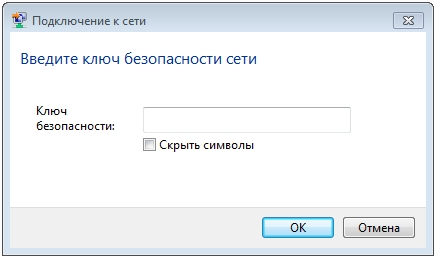 Подключение к сети
Введите ключ безопасности сети
Ключ
безопасности:
Скрыть символы
OK
Отмена